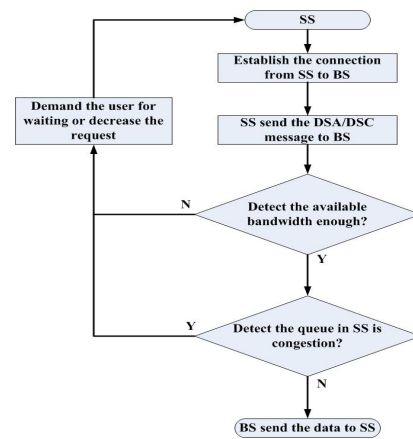 SS
Establish the connection
from SS to BS
Demand the user for
waiting or decrease the
request
SS send the DSA/DSC
message to BS
N
Detect the available
bandwidth enough?
Y
Y
Detect the queue in SS is
congestion?
N
BS send the data to SS